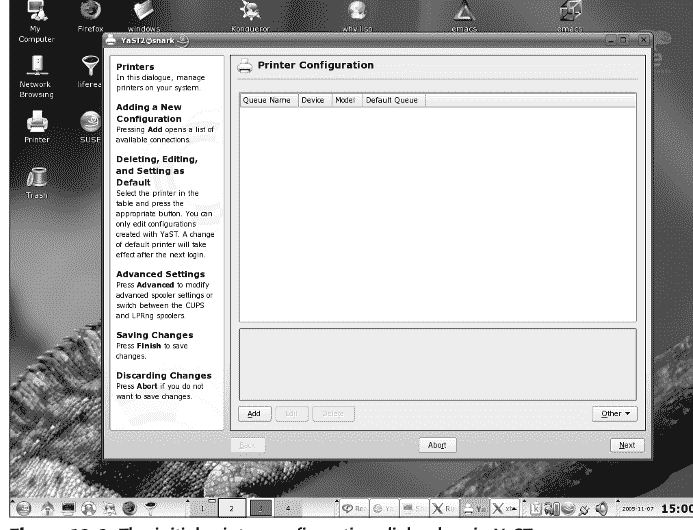 My
Computer
Firefox
windows
Konqueror
why.lisp
emacs
emacs
Network
Browsing
liferea
Printer
SUSE
Trash
YaST2@snark
Printers
In this dialogue, manage
printers on your system.
Adding a New
Configuration
Pressing Add opens a list of
available connections.
Deleting, Editing,
and Setting as
Default
Select the printer in the
table and press the
appropriate button. You can
only edit configurations
created with YaST. A change
of default printer will take
effect after the next login.
Advanced Settings
Press Advanced to modify
advanced spooler settings or
switch between the CUPS
and LPRng spoolers.
Saving Changes
Press Finish to save
changes.
Discarding Changes
Press Abort if you do not
want to save changes.
Printer Configuration
Queue Name Device Model Default Queue
Add Edit Delete Other
Back Abort Next
1 2 3 4
2005-11-07 15:00